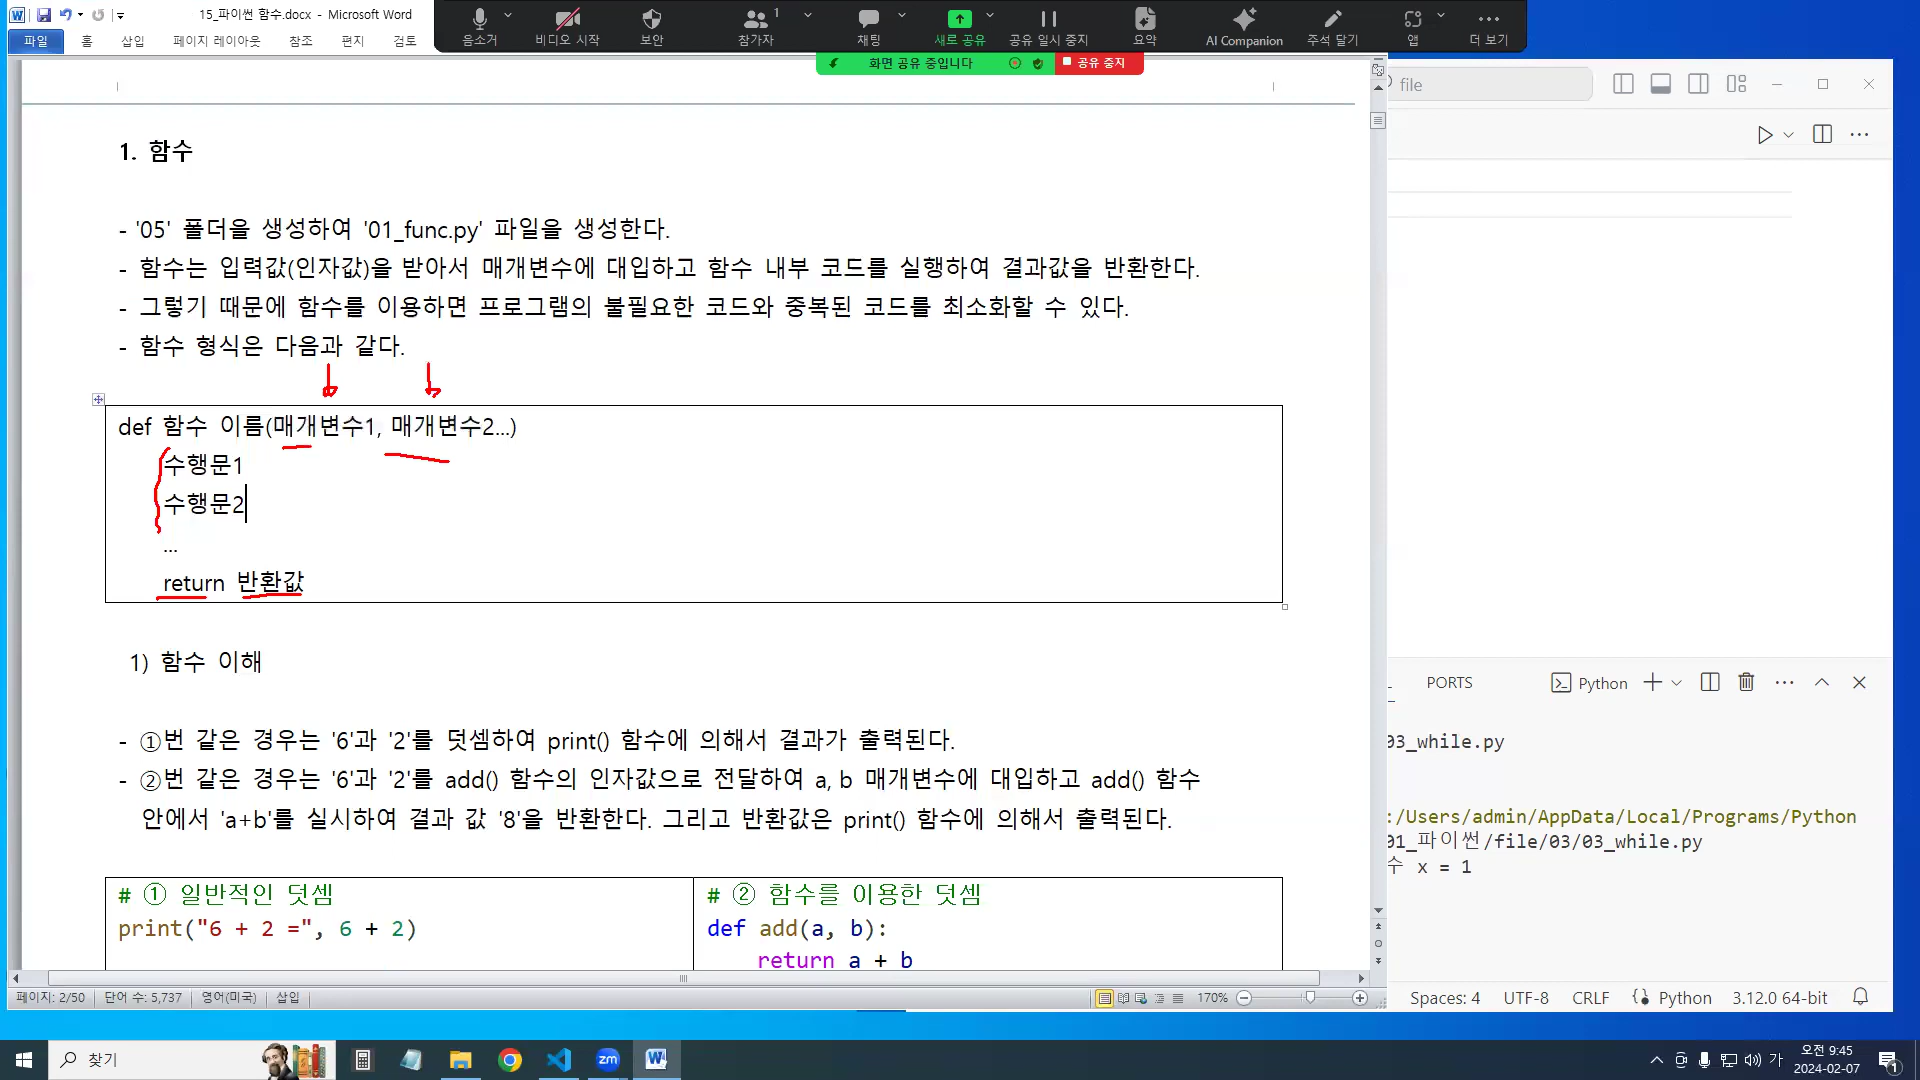 15_파이썬 함수.docx - Microsoft Word
파일 홈 삽입 페이지 레이아웃 참조 편지 검토
음소거 비디오 시작 보안 참가자 1 채팅 새로 공유 공유 일시 중지 요약 AI Companion 주석 달기 앱 더 보기
화면 공유 중입니다 공유 중지
file
1. 함수
- '05' 폴더을 생성하여 '01_func.py' 파일을 생성한다.
- 함수는 입력값(인자값)을 받아서 매개변수에 대입하고 함수 내부 코드를 실행하여 결과값을 반환한다.
- 그렇기 때문에 함수를 이용하면 프로그램의 불필요한 코드와 중복된 코드를 최소화할 수 있다.
- 함수 형식은 다음과 같다.
def 함수 이름(매개변수1, 매개변수2...)
수행문1
수행문2
...
return 반환값
1) 함수 이해
- ①번 같은 경우는 '6'과 '2'를 덧셈하여 print() 함수에 의해서 결과가 출력된다.
- ②번 같은 경우는 '6'과 '2'를 add() 함수의 인자값으로 전달하여 a, b 매개변수에 대입하고 add() 함수
안에서 'a+b'를 실시하여 결과 값 '8'을 반환한다. 그리고 반환값은 print() 함수에 의해서 출력된다.
# ① 일반적인 덧셈
print("6 + 2 =", 6 + 2)
# ② 함수를 이용한 덧셈
def add(a, b):
return a + b
PORTS Python
03_while.py
:/Users/admin/AppData/Local/Programs/Python
01_파이썬/file/03/03_while.py
수 x = 1
페이지: 2/50 단어 수: 5,737 영어(미국) 삽입 170%
Spaces: 4 UTF-8 CRLF Python 3.12.0 64-bit
찾기
가 오전 9:45
2024-02-07
1